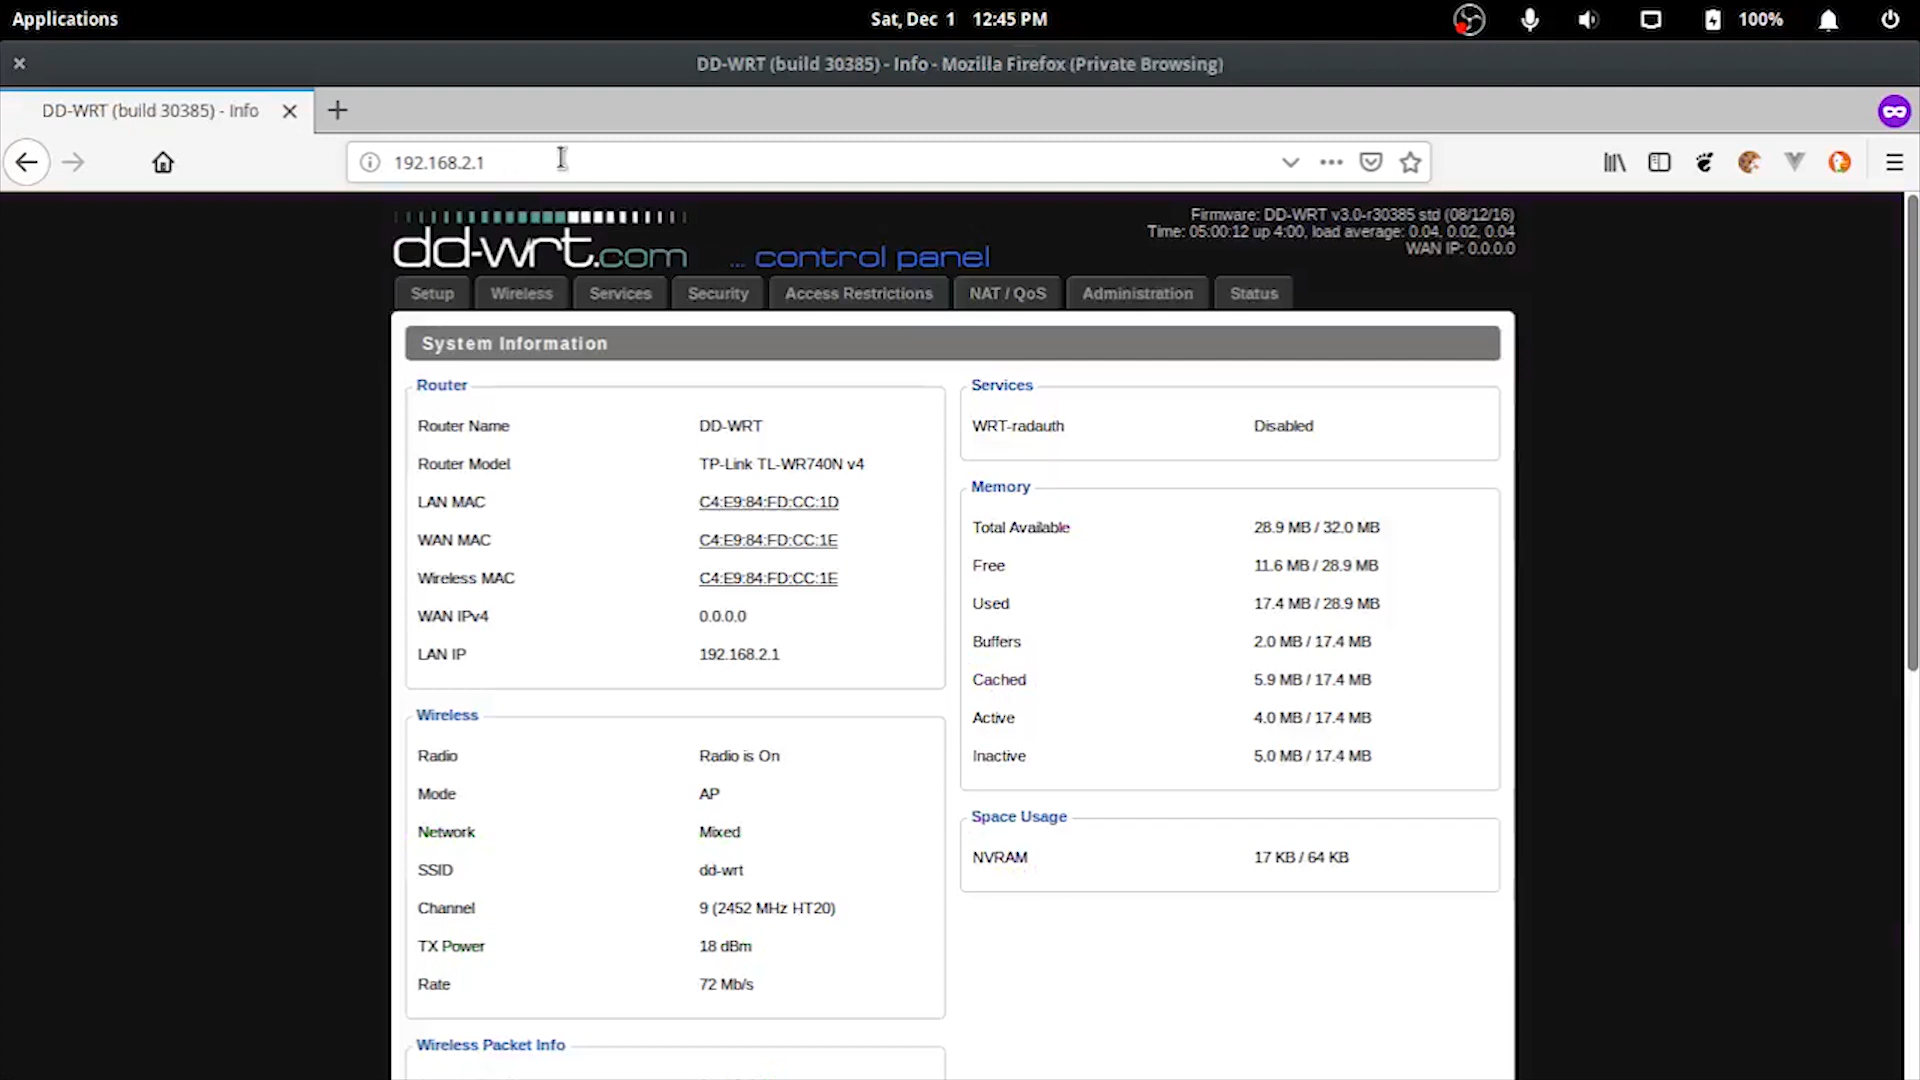 Applications
Sat, Dec 1 12:45 PM
100%
DD-WRT (build 30385) - Info - Mozilla Firefox (Private Browsing)
DD-WRT (build 30385) - Info
192.168.2.1
Firmware: DD-WRT v3.0-r30385 std (08/12/16)
Time: 05:00:12 up 4:00, load average: 0.04, 0.02, 0.04
WAN IP: 0.0.0.0
dd-wrt.com ... control panel
Setup Wireless Services Security Access Restrictions NAT / QoS Administration Status
System Information
Router
Router Name DD-WRT
Router Model TP-Link TL-WR740N v4
LAN MAC C4:E9:84:FD:CC:1D
WAN MAC C4:E9:84:FD:CC:1E
Wireless MAC C4:E9:84:FD:CC:1E
WAN IPv4 0.0.0.0
LAN IP 192.168.2.1
Wireless
Radio Radio is On
Mode AP
Network Mixed
SSID dd-wrt
Channel 9 (2452 MHz HT20)
TX Power 18 dBm
Rate 72 Mb/s
Wireless Packet Info
Services
WRT-radauth Disabled
Memory
Total Available 28.9 MB / 32.0 MB
Free 11.6 MB / 28.9 MB
Used 17.4 MB / 28.9 MB
Buffers 2.0 MB / 17.4 MB
Cached 5.9 MB / 17.4 MB
Active 4.0 MB / 17.4 MB
Inactive 5.0 MB / 17.4 MB
Space Usage
NVRAM 17 KB / 64 KB